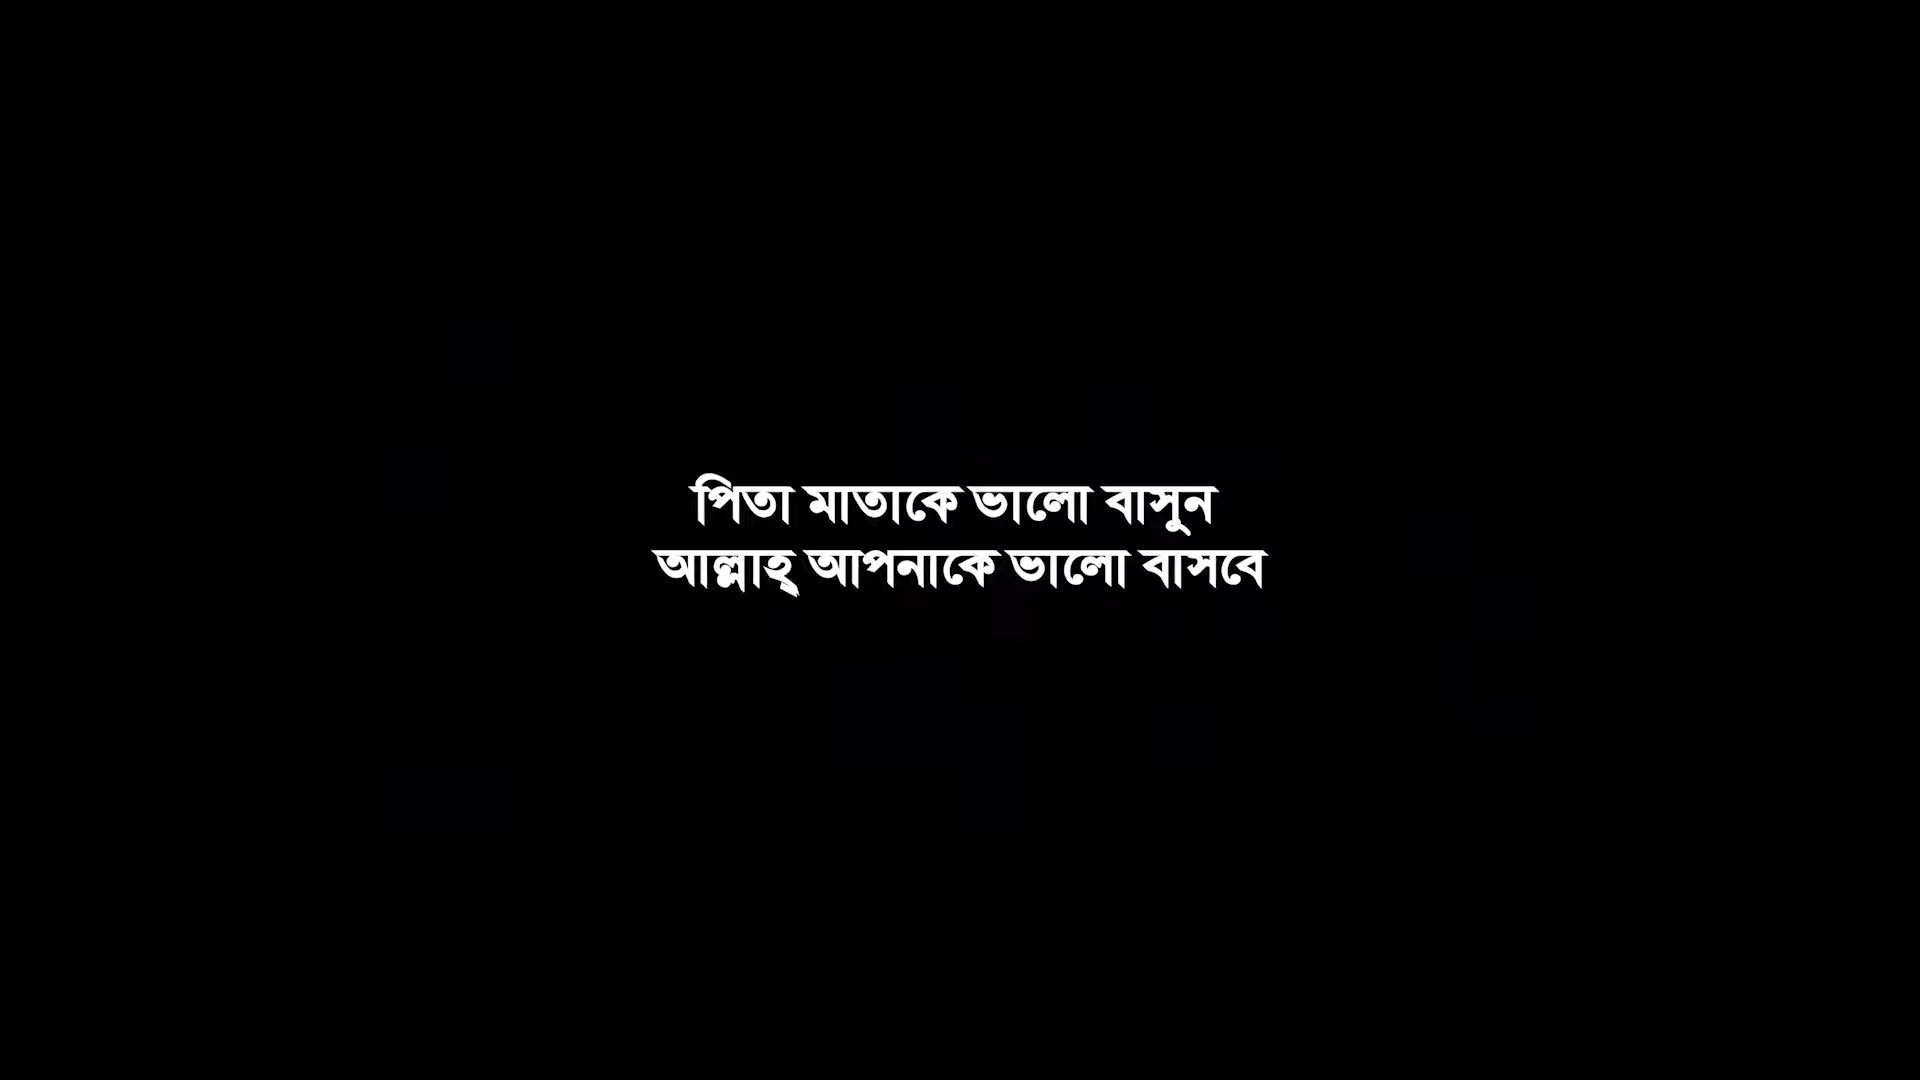 পিতা মাতাকে ভালো বাসুন
আল্লাহ্ আপনাকে ভালো বাসবে